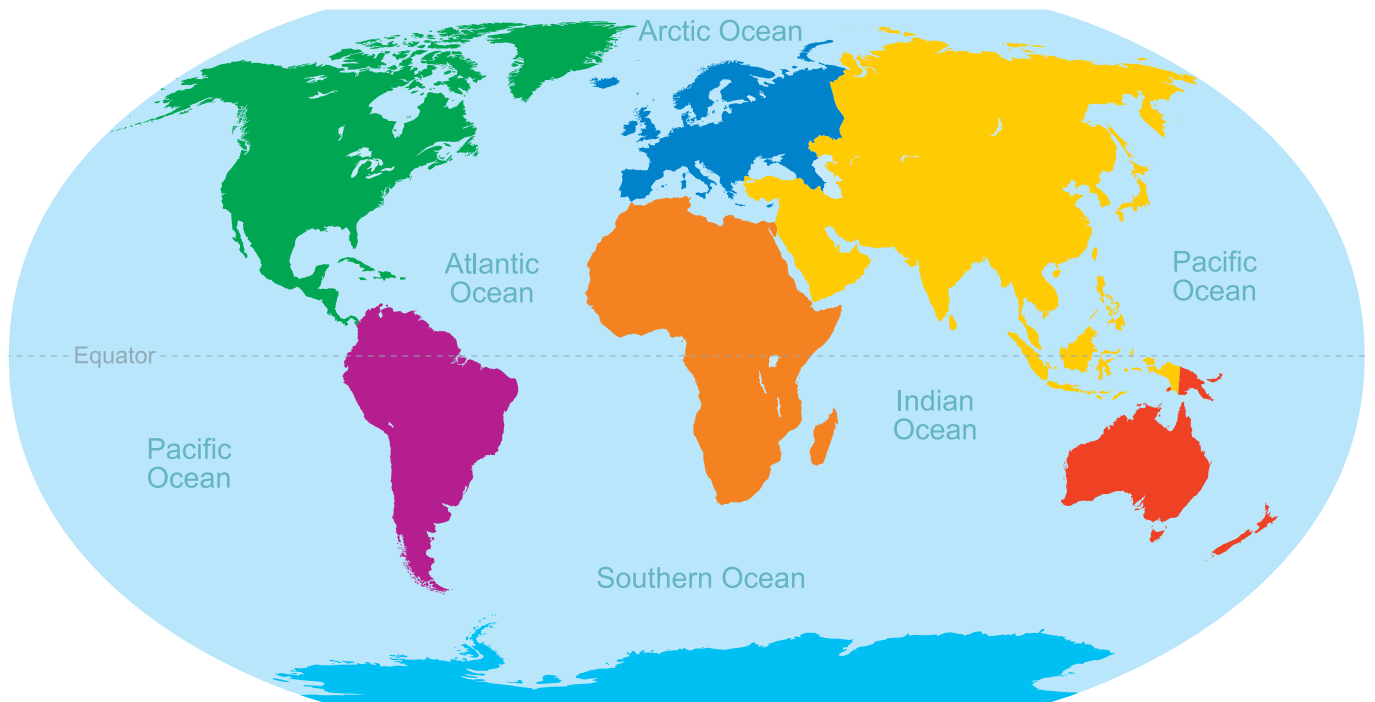 Arctic Ocean
Atlantic
Ocean
Pacific
Ocean
Equator
Indian
Ocean
Pacific
Ocean
Southern Ocean